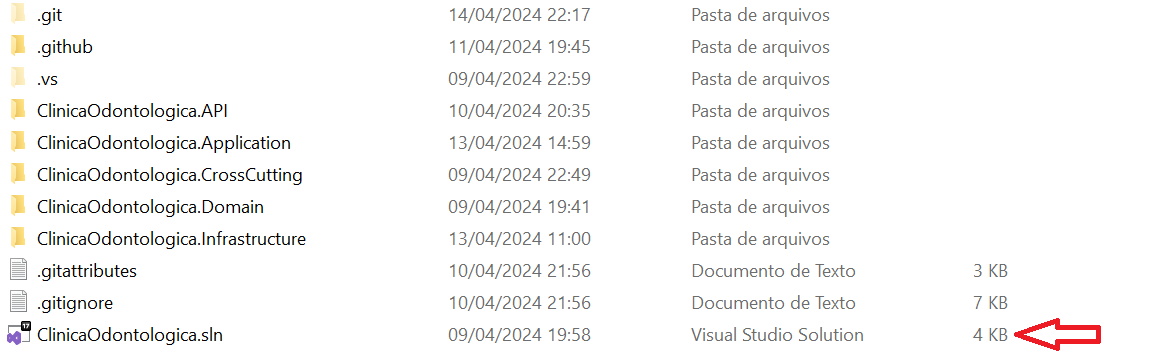 .git 14/04/2024 22:17 Pasta de arquivos
.github 11/04/2024 19:45 Pasta de arquivos
.vs 09/04/2024 22:59 Pasta de arquivos
ClinicaOdontologica.API 10/04/2024 20:35 Pasta de arquivos
ClinicaOdontologica.Application 13/04/2024 14:59 Pasta de arquivos
ClinicaOdontologica.CrossCutting 09/04/2024 22:49 Pasta de arquivos
ClinicaOdontologica.Domain 09/04/2024 19:41 Pasta de arquivos
ClinicaOdontologica.Infrastructure 13/04/2024 11:00 Pasta de arquivos
.gitattributes 10/04/2024 21:56 Documento de Texto 3 KB
.gitignore 10/04/2024 21:56 Documento de Texto 7 KB
17 ClinicaOdontologica.sln 09/04/2024 19:58 Visual Studio Solution 4 KB